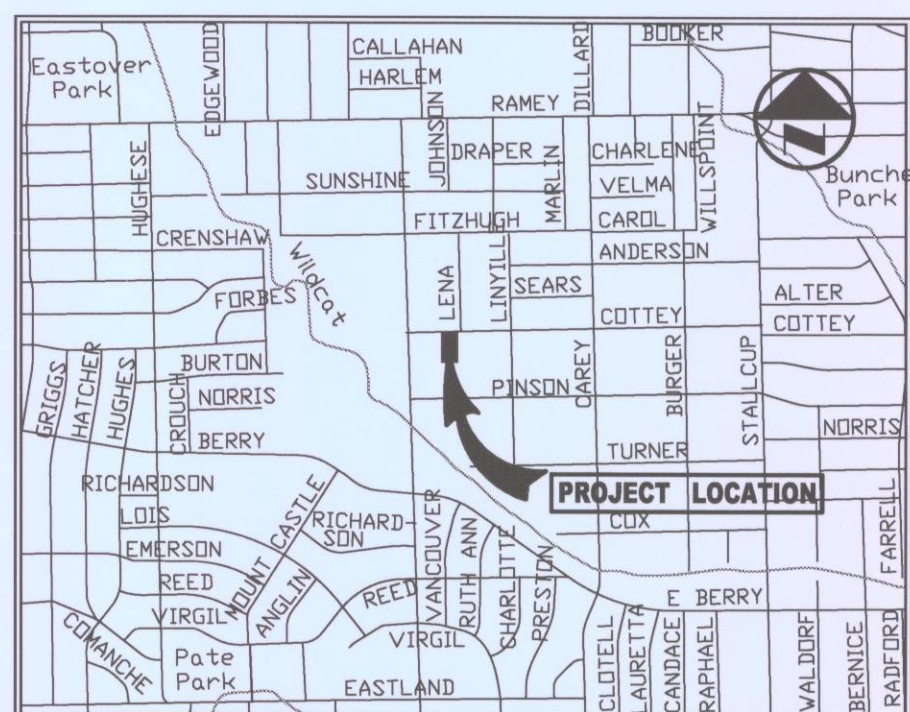 BOOKER
CALLAHAN
Eastover
Park
EDGEWOOD
HARLEM
DILLARD
RAMEY
JOHNSON
DRAPER
MARLIN
CHARLENE
WILLSPOINT
N
Bunche
Park
HUGHESE
SUNSHINE
VELMA
FITZHUGH
CAROL
CRENSHAW
ANDERSON
Wildcat
LENA
LINYILL
SEARS
FORBES
ALTER
COTTEY
COTTEY
BURTON
CAREY
BURGER
STALLCUP
GRIGGS
HATCHER
HUGHES
CROUCH
NORRIS
PINSON
BERRY
NORRIS
TURNER
RICHARDSON
PROJECT LOCATION
LOIS
MOUNT CASTLE
RICHARD-
SON
VANCOUVER
RUTH ANN
CHARLOTTE
PRESTON
COX
FARRELL
EMERSON
REED
ANGLIN
REED
E BERRY
VIRGIL
VIRGIL
COMANCHE
Pate
Park
EASTLAND
CLOTELL
LAURETTA
CANDACE
RAPHAEL
WALDORF
BERNICE
RADFORD